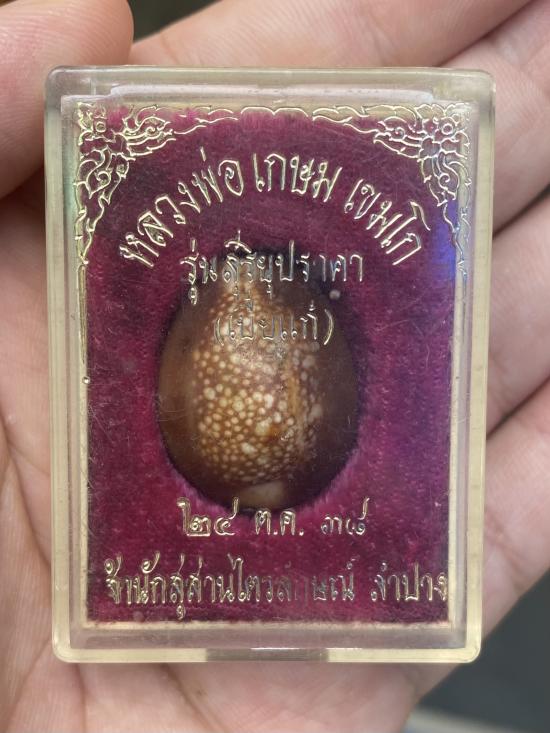 หลวงพ่อ เกษม เขมโก
รุ่นสุริยุปราคา
(เบี้ยแก้)
๒๔ ต.ค. ๓๘
สำนักสุสานไตรลักษณ์ ลำปาง